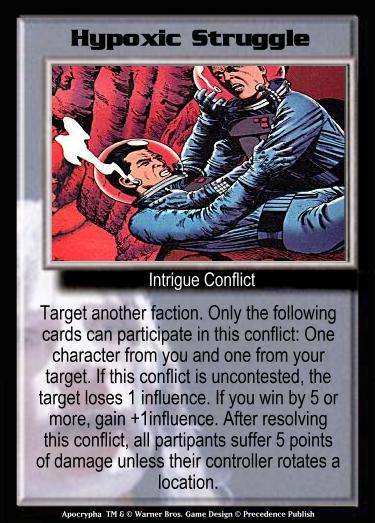 Hypoxic Struggle
Intrigue Conflict
Target another faction. Only the following
cards can participate in this conflict: One
character from you and one from your
target. If this conflict is uncontested, the
target loses 1 influence. If you win by 5 or
more, gain +1influence. After resolving
this conflict, all partipants suffer 5 points
of damage unless their controller rotates a
location.
Apocrypha TM & © Warner Bros. Game Design © Precedence Publish